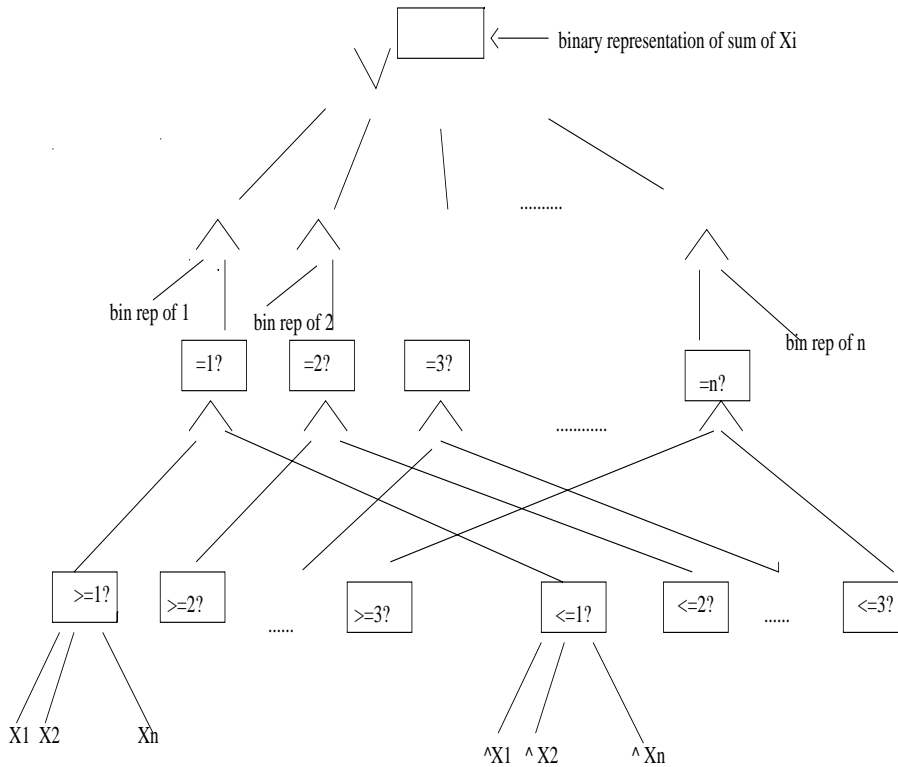 binary representation of sum of Xi
..........
bin rep of 1
bin rep of 2
bin rep of n
=1?
=2?
=3?
=n?
............
>=1?
>=2?
......
>=3?
<=1?
<=2?
......
<=3?
X1 X2 Xn
^X1 ^ X2 ^ Xn